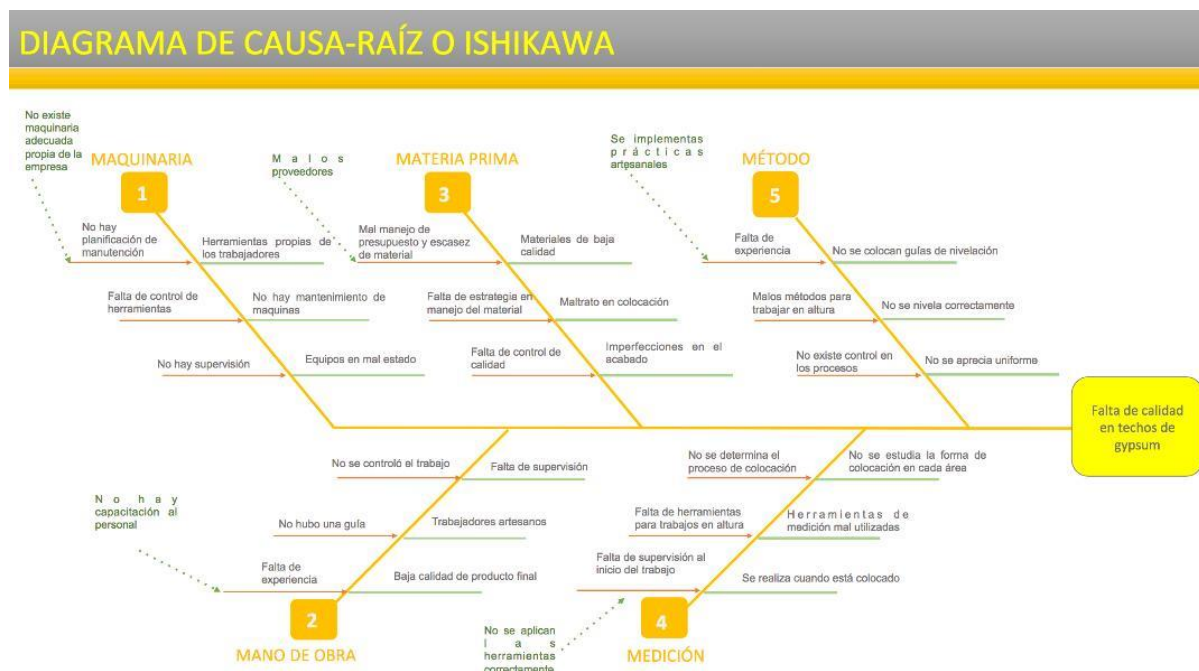 DIAGRAMA DE CAUSA-RAÍZ O ISHIKAWA
No existe
maquinaria
adecuada
propia de la
empresa
MAQUINARIA
1
No hay
planificación de
manutención
Herramientas propias de
los trabajadores
Falta de control de
herramientas
No hay mantenimiento de
maquinas
No hay supervisión
Equipos en mal estado
Malos
proveedores
MATERIA PRIMA
3
Mal manejo de
presupuesto y escasez
de material
Materiales de baja
calidad
Falta de estrategia en
manejo del material
Maltrato en colocación
Falta de control de
calidad
Imperfecciones en el
acabado
Se implementas
prácticas
artesanales
MÉTODO
5
Falta de
experiencia
No se colocan guías de nivelación
Malos métodos para
trabajar en altura
No se nivela correctamente
No existe control en
los procesos
No se aprecia uniforme
Falta de calidad
en techos de
gypsum
No se controló el trabajo
Falta de supervisión
No hay
capacitación al
personal
No hubo una guía
Trabajadores artesanos
Falta de
experiencia
Baja calidad de producto final
2
MANO DE OBRA
No se determina el
proceso de colocación
No se estudia la forma de
colocación en cada área
Falta de herramientas
para trabajos en altura
Herramientas de
medición mal utilizadas
Falta de supervisión al
inicio del trabajo
Se realiza cuando está colocado
No se aplican
las
herramientas
correctamente
4
MEDICIÓN